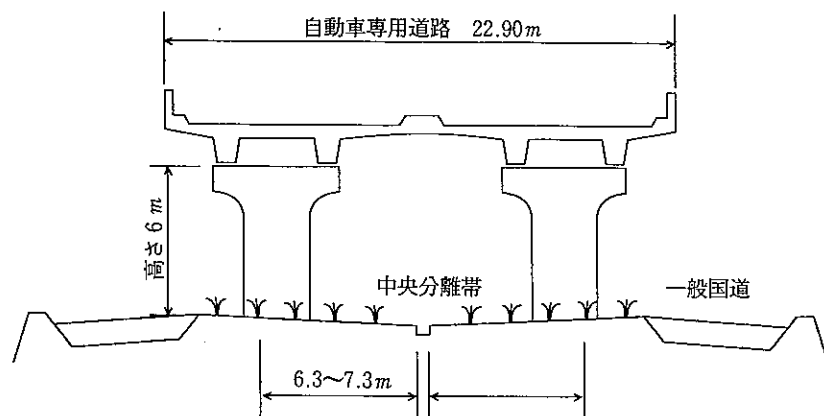 自動車専用道路 22.90m
高さ6m
中央分離帯
一般国道
6.3～7.3m